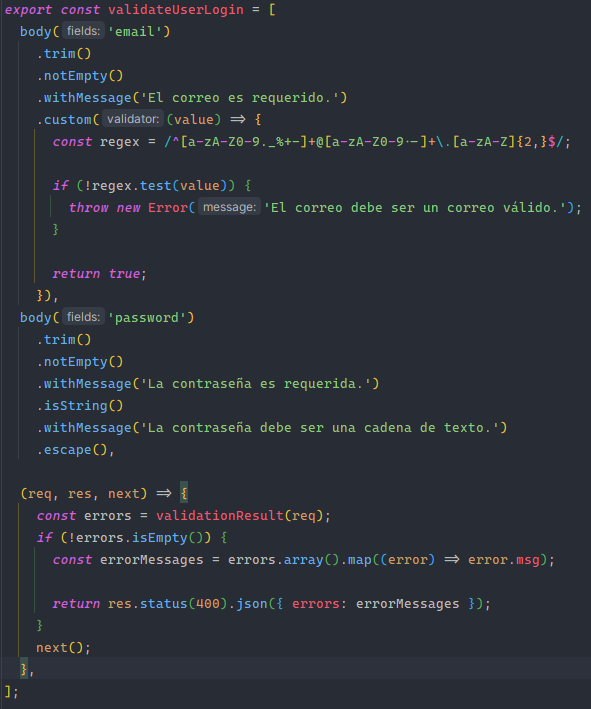 export const validateUserLogin = [
  body( fields: 'email')
    .trim()
    .notEmpty()
    .withMessage('El correo es requerido.')
    .custom( validator: (value) => {
      const regex = /^[a-zA-Z0-9._%+-]+@[a-zA-Z0-9.-]+\.[a-zA-Z]{2,}$/;
      if (!regex.test(value)) {
        throw new Error( message: 'El correo debe ser un correo válido.');
      }
      return true;
    }),
  body( fields: 'password')
    .trim()
    .notEmpty()
    .withMessage('La contraseña es requerida.')
    .isString()
    .withMessage('La contraseña debe ser una cadena de texto.')
    .escape(),
  (req, res, next) => {
    const errors = validationResult(req);
    if (!errors.isEmpty()) {
      const errorMessages = errors.array().map((error) => error.msg);
      return res.status(400).json({ errors: errorMessages });
    }
    next();
  },
];